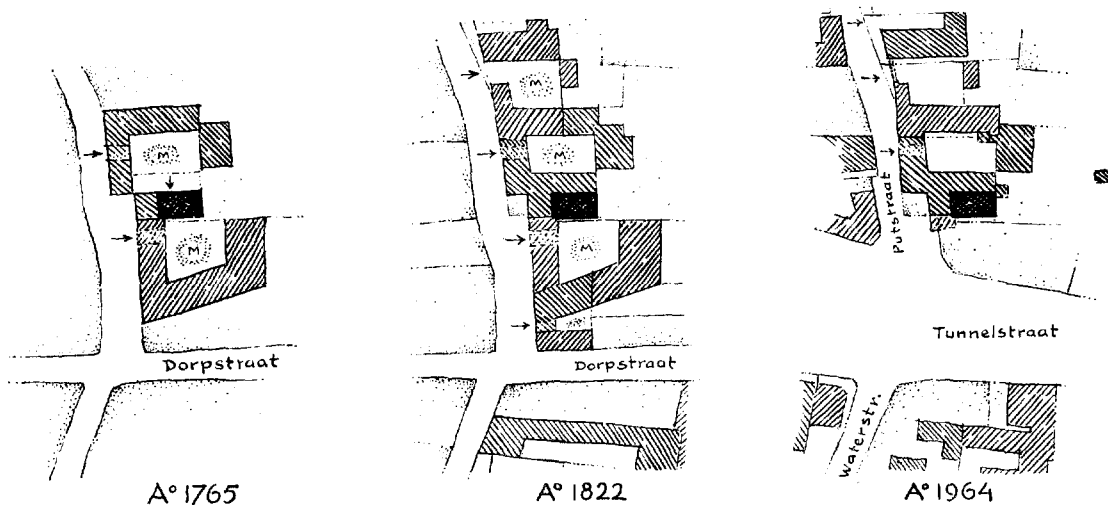 M
M
Dorpstraat
A° 1765
M
M
M
Dorpstraat
A° 1822
Putstraat
Tunnelstraat
Waterstr.
A° 1964